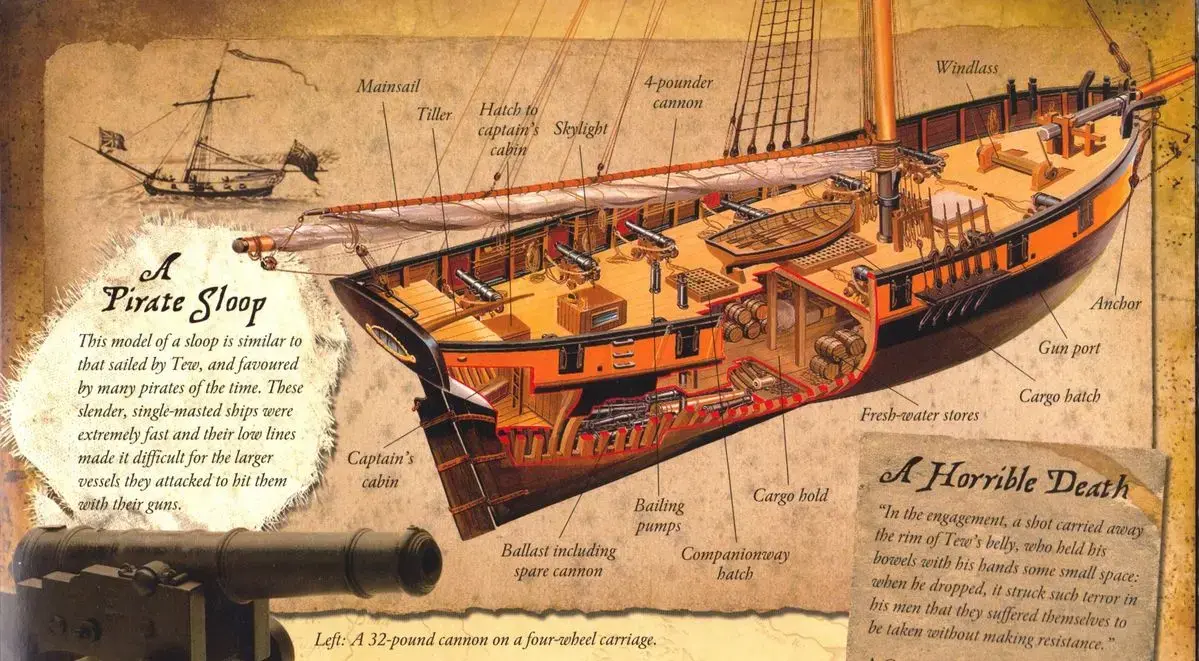 Mainsail
Tiller
Hatch to
captain's
cabin
Skylight
4-pounder
cannon
Windlass
A
Pirate Sloop
This model of a sloop is similar to
that sailed by Tew, and favoured
by many pirates of the time. These
slender, single-masted ships were
extremely fast and their low lines
made it difficult for the larger
vessels they attacked to hit them
with their guns.
Captain's
cabin
Ballast including
spare cannon
Bailing
pumps
Companionway
hatch
Cargo hold
Fresh-water stores
Cargo hatch
Gun port
Anchor
A Horrible Death
“In the engagement, a shot carried away
the rim of Tew's belly, who held his
bowels with his hands some small space:
when he dropped, it struck such terror in
his men that they suffered themselves to
be taken without making resistance.”
Left: A 32-pound cannon on a four-wheel carriage.